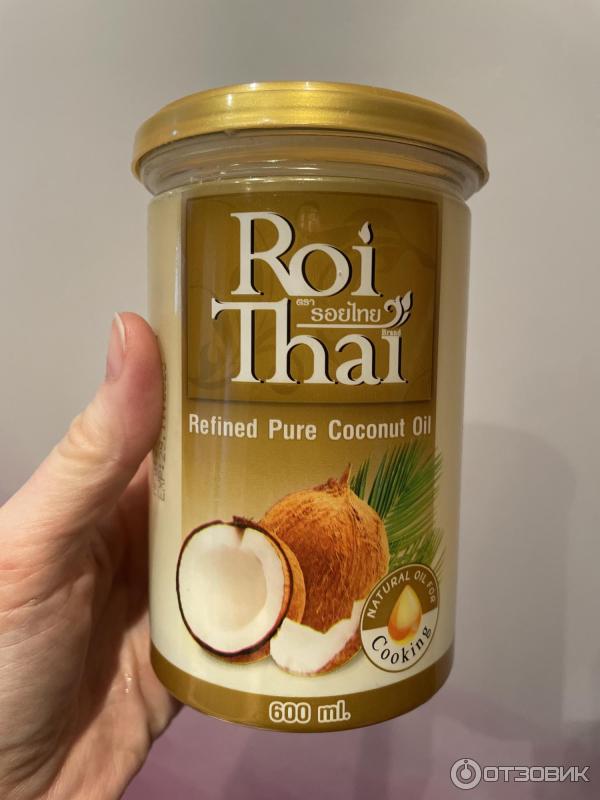 Roi
ตรา
รอยไทย
Brand
Thai
Refined Pure Coconut Oil
NATURAL OIL FOR
Cooking
600 ml.
ОТЗОВИК